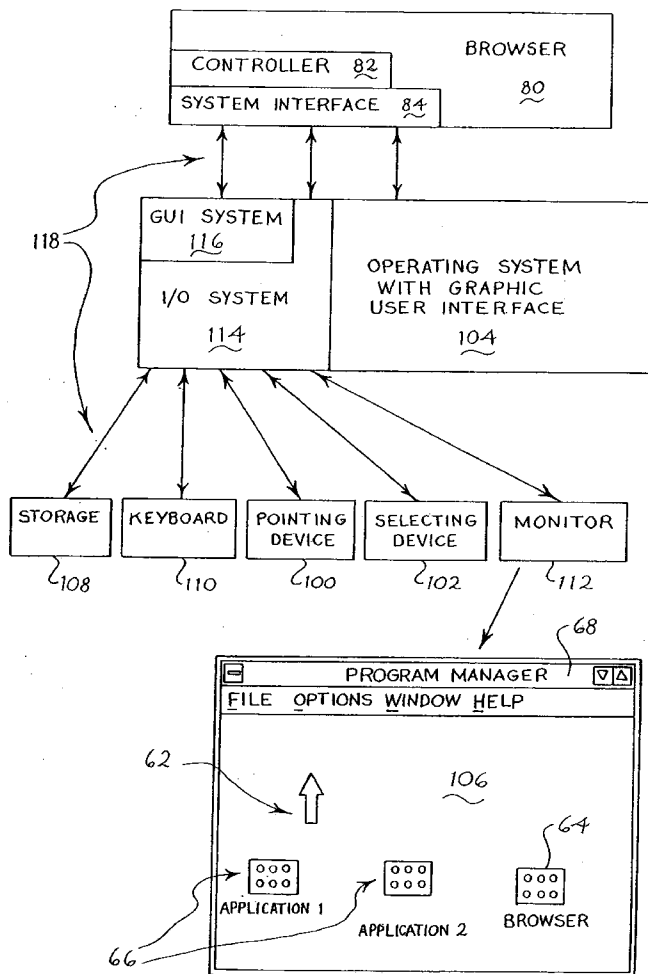 BROWSER
80
CONTROLLER 82
SYSTEM INTERFACE 84
118
GUI SYSTEM
116
I/O SYSTEM
114
OPERATING SYSTEM
WITH GRAPHIC
USER INTERFACE
104
STORAGE
KEYBOARD
POINTING
DEVICE
SELECTING
DEVICE
MONITOR
108
110
100
102
112
68
PROGRAM MANAGER
FILE OPTIONS WINDOW HELP
62
106
64
APPLICATION 1
APPLICATION 2
BROWSER
66